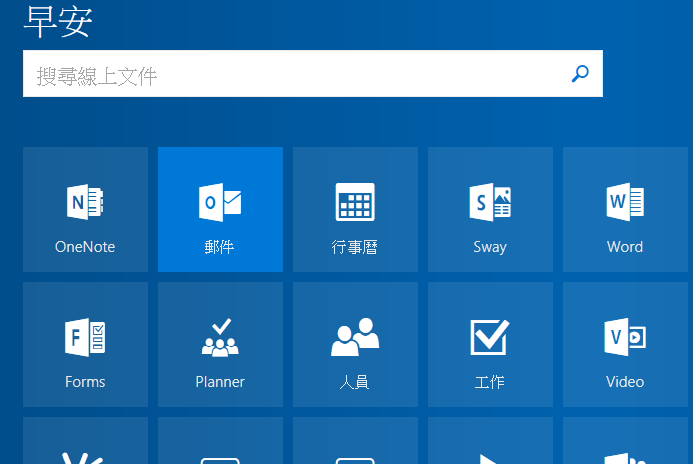 早安
搜尋線上文件
OneNote
郵件
行事曆
Sway
Word
Forms
Planner
人員
工作
Video